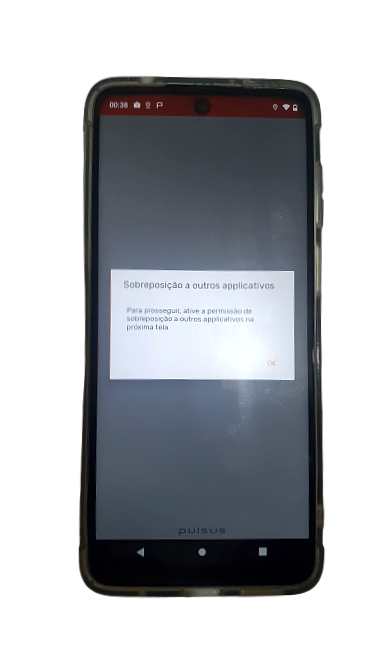 00:38
Sobreposição a outros applicativos
Para prosseguir, ative a permissão de
sobreposição a outros applicativos na
próxima tela
OK
pulsus